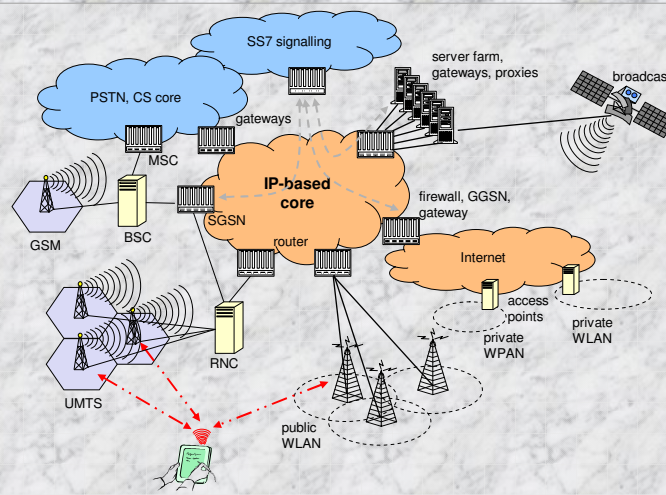 SS7 signalling
server farm,
gateways, proxies
broadcas
PSTN, CS core
gateways
MSC
IP-based
core
firewall, GGSN,
gateway
SGSN
GSM
BSC
router
Internet
access
points
private
WPAN
private
WLAN
RNC
UMTS
public
WLAN